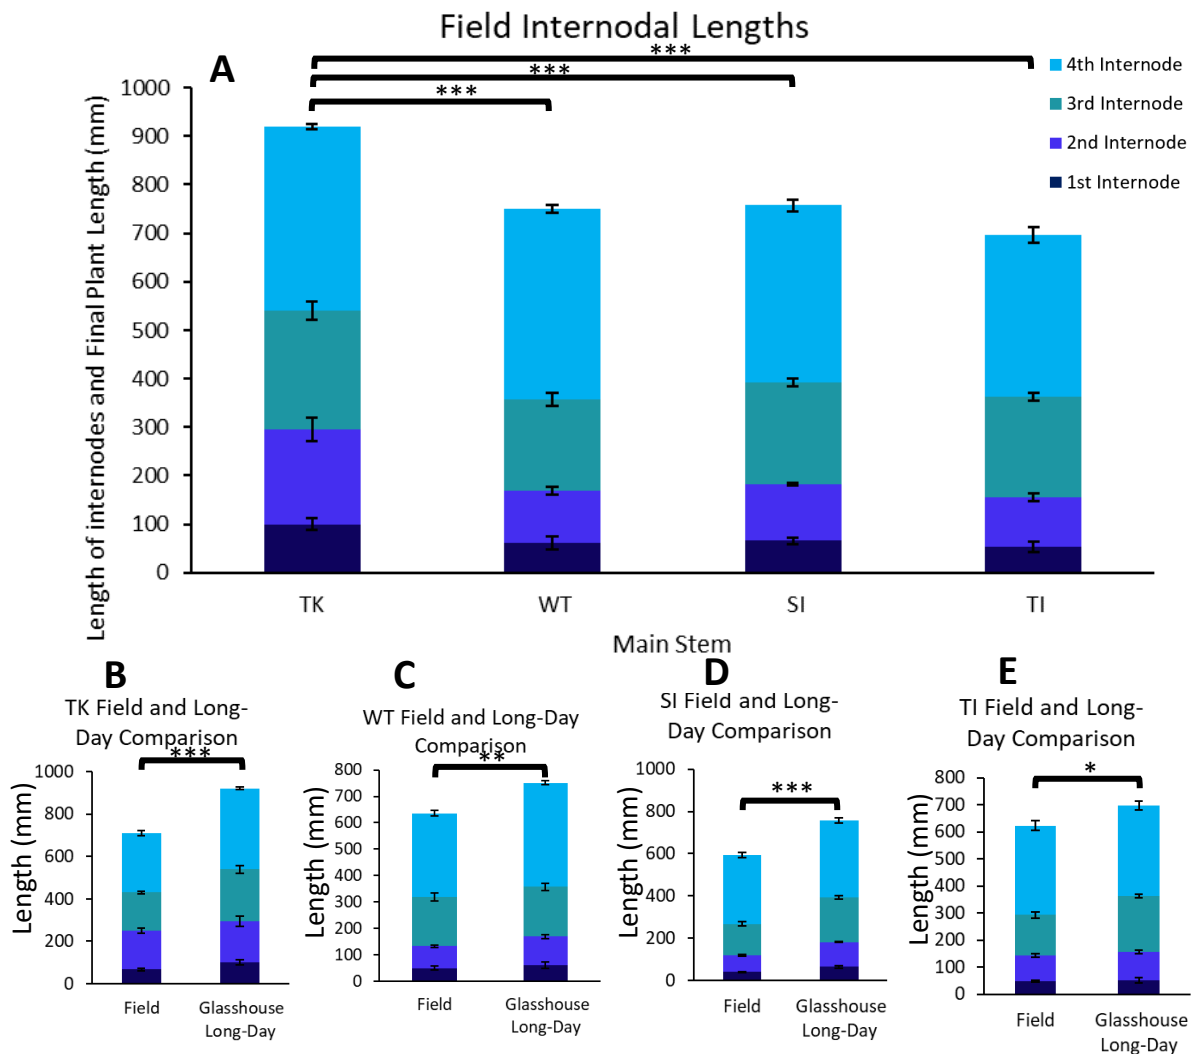 Field Internodal Lengths
A
***
***
***
4th Internode
3rd Internode
2nd Internode
1st Internode
Length of internodes and Final Plant Length (mm)
1000
900
800
700
600
500
400
300
200
100
0
TK
WT
SI
TI
Main Stem
B
TK Field and Long-
Day Comparison
***
Length (mm)
1000
800
600
400
200
0
Field
Glasshouse
Long-Day
C
WT Field and Long-Day
Comparison
**
Length (mm)
800
700
600
500
400
300
200
100
0
Field
Glasshouse
Long-Day
D
SI Field and Long-
Day Comparison
***
Length (mm)
1000
800
600
400
200
0
Field
Glasshouse
Long-Day
E
TI Field and Long-
Day Comparison
*
Length (mm)
800
700
600
500
400
300
200
100
0
Field
Glasshouse
Long-Day